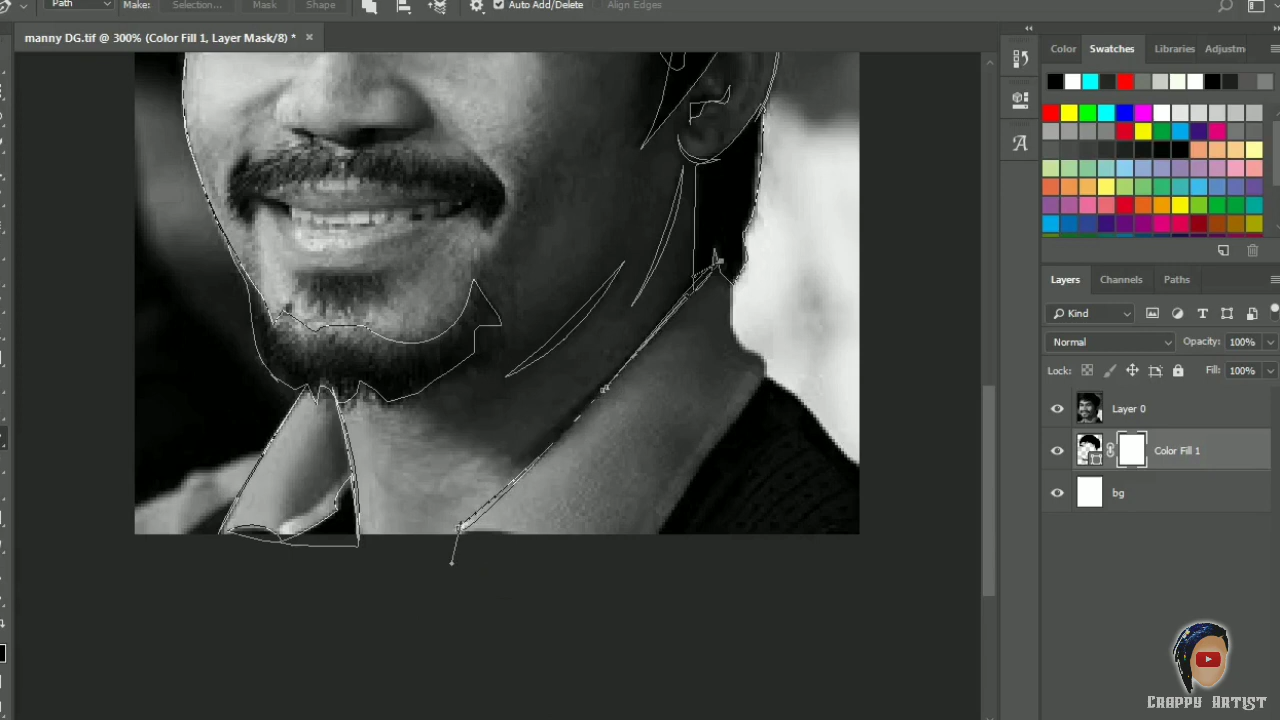 Path
Make:
Selection...
Mask
Shape
Auto Add/Delete
Align Edges
manny DG.tif @ 300% (Color Fill 1, Layer Mask/8) *
Color
Swatches
Libraries
Adjustm
Layers
Channels
Paths
Kind
Normal
Opacity: 100%
Lock:
Fill: 100%
Layer 0
Color Fill 1
bg
Crappy Artist